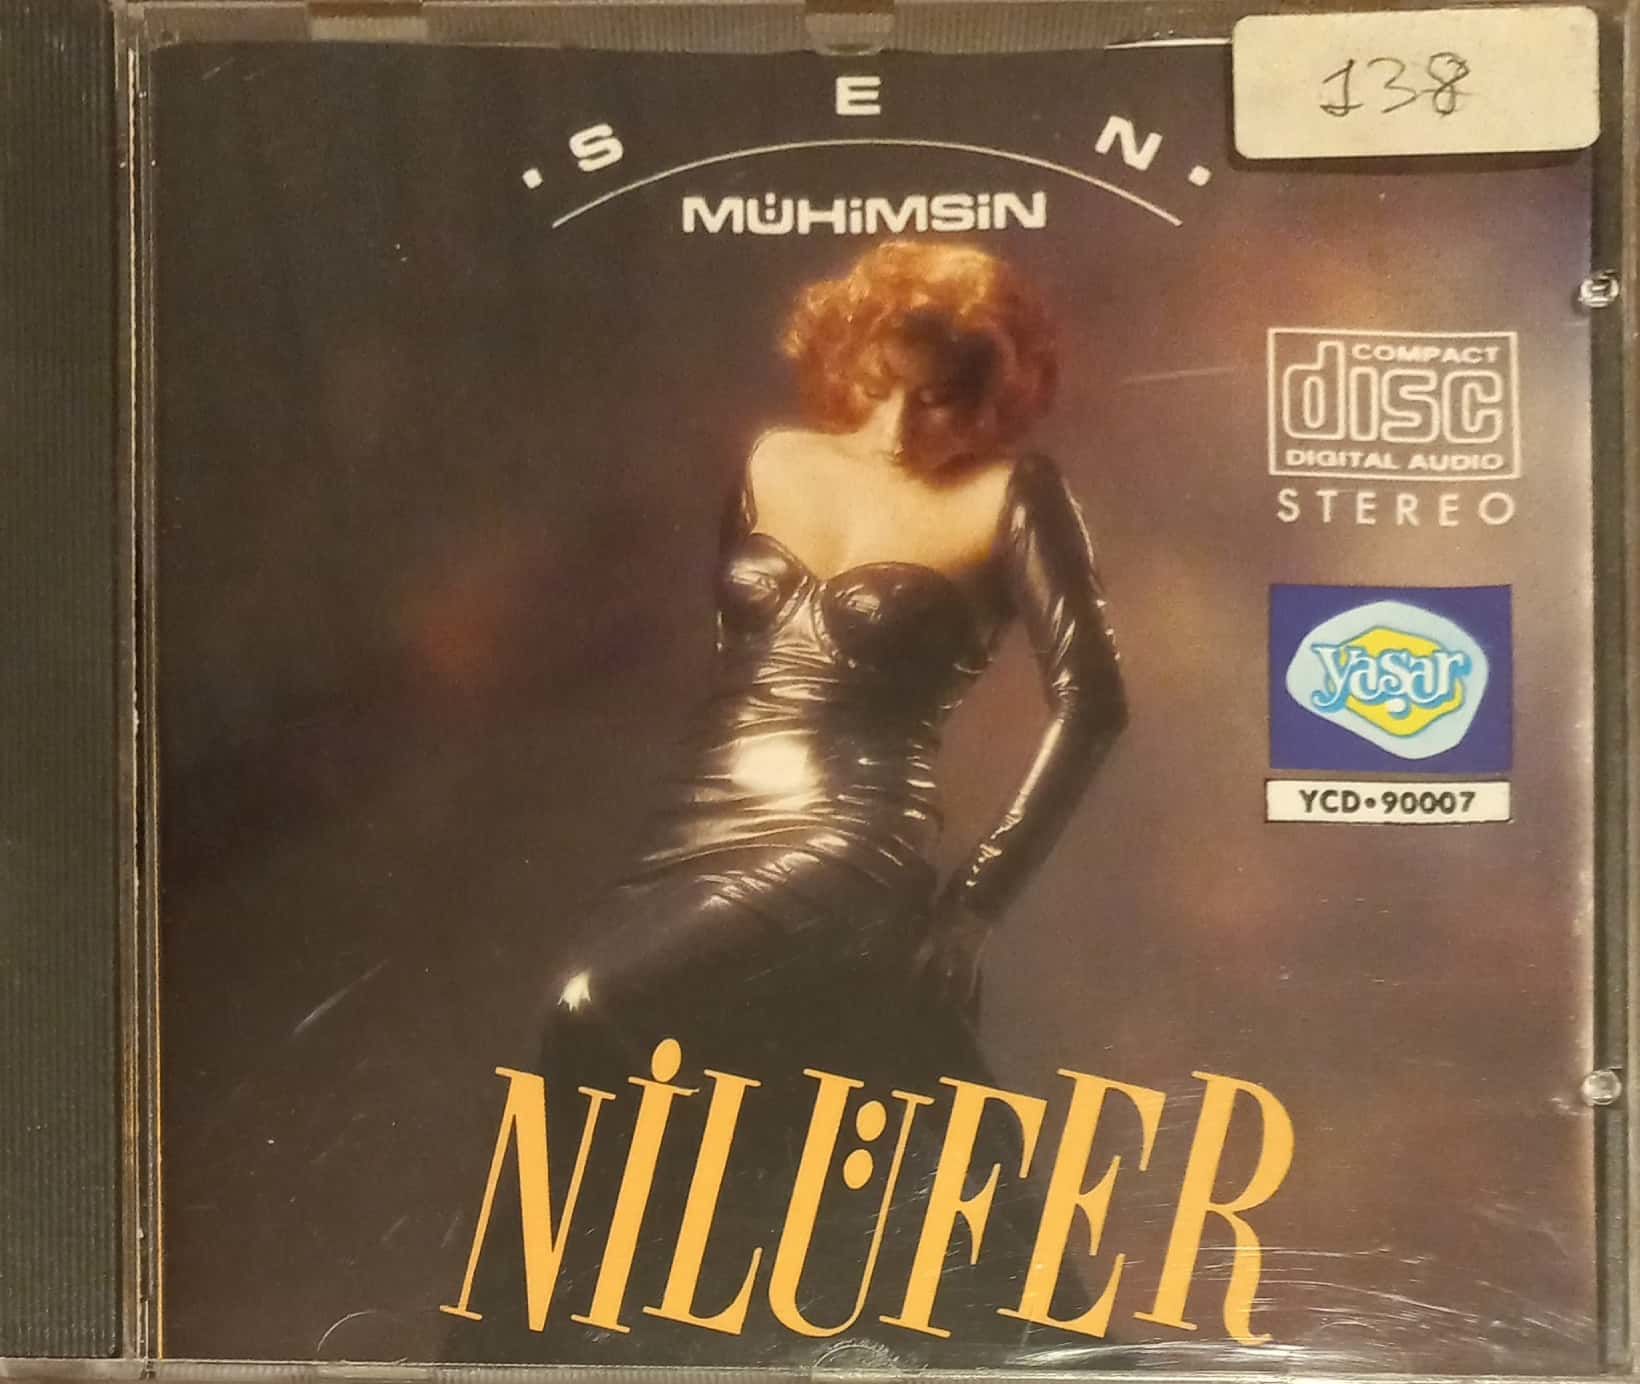 138
• S E N •
MÜHİMSİN
COMPACT
disc
DIGITAL AUDIO
STEREO
yaşar
YCD•90007
NİLÜFER